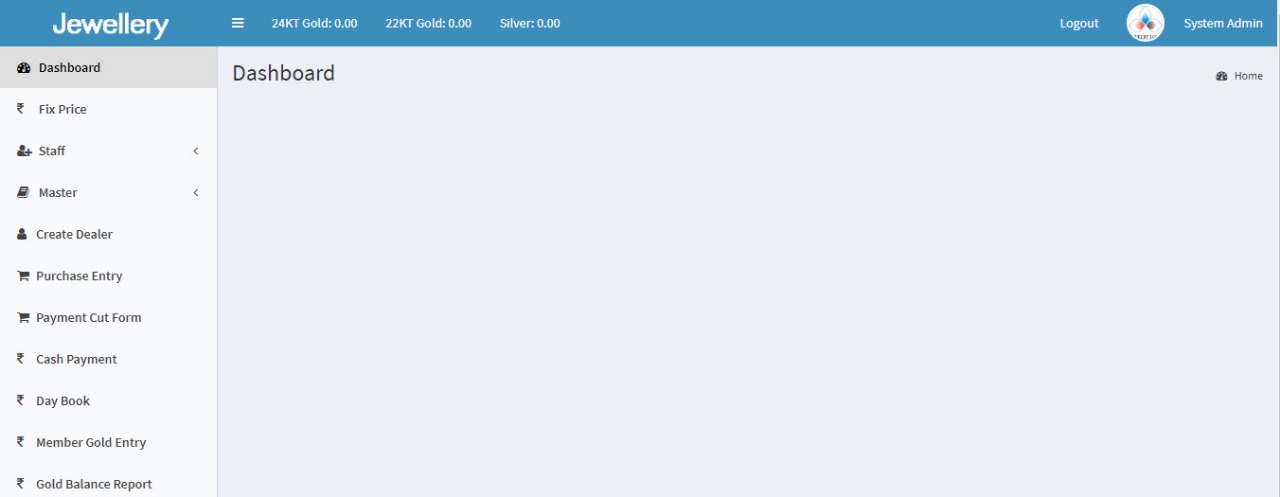 Jewellery
24KT Gold: 0.00 22KT Gold: 0.00 Silver: 0.00 Logout System Admin
Dashboard
Fix Price
Staff
Master
Create Dealer
Purchase Entry
Payment Cut Form
Cash Payment
Day Book
Member Gold Entry
Gold Balance Report
Dashboard
Home